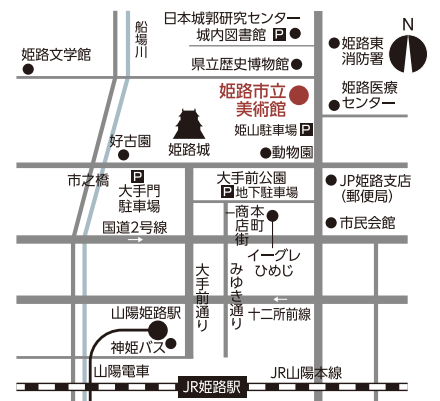 日本城郭研究センター
城内図書館 P
N
船場川
姫路文学館
県立歴史博物館
姫路東
消防署
姫路市立
美術館
姫路医療
センター
姫山駐車場 P
好古園
姫路城
動物園
市之橋
P
大手門
駐車場
大手前公園
P 地下駐車場
JP姫路支店
(郵便局)
本町
商店街
市民会館
国道2号線
イーグレ
ひめじ
大手前通り
みゆき通り
十二所前線
山陽姫路駅
神姫バス
山陽電車
JR姫路駅
JR山陽本線